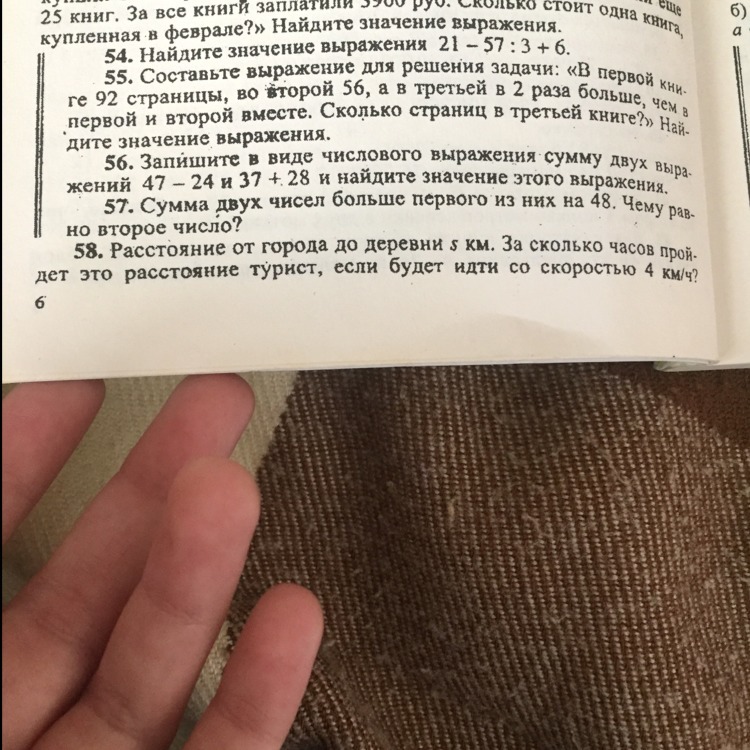 25 книг. За все книги заплатили 3900 руб. Сколько стоит одна книга,
купленная в феврале?» Найдите значение выражения.
54. Найдите значение выражения 21 − 57 : 3 + 6.
55. Составьте выражение для решения задачи: «В первой кни-
ге 92 страницы, во второй 56, а в третьей в 2 раза больше, чем в
первой и второй вместе. Сколько страниц в третьей книге?» Най-
дите значение выражения.
56. Запишите в виде числового выражения сумму двух выра-
жений 47 − 24 и 37 + 28 и найдите значение этого выражения.
57. Сумма двух чисел больше первого из них на 48. Чему рав-
но второе число?
58. Расстояние от города до деревни s км. За сколько часов прой-
дет это расстояние турист, если будет идти со скоростью 4 км/ч?
6
б)
а